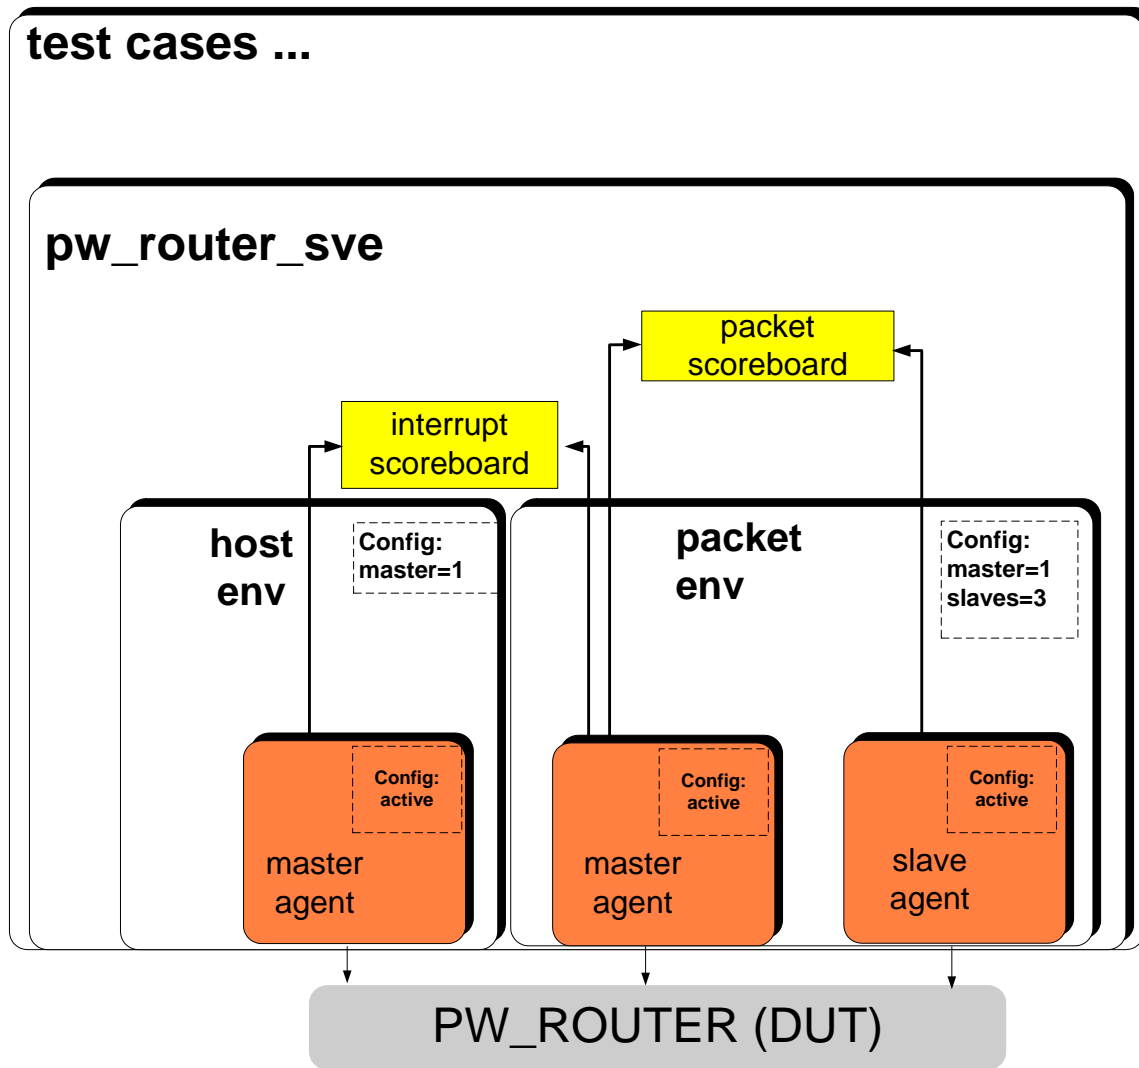 test cases ...
pw_router_sve
packet
scoreboard
interrupt
scoreboard
host
env
Config:
master=1
packet
env
Config:
master=1
slaves=3
Config:
active
master
agent
Config:
active
master
agent
Config:
active
slave
agent
PW_ROUTER (DUT)